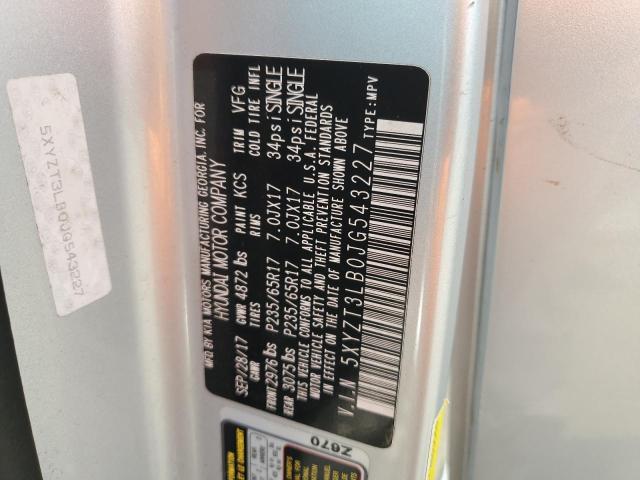 MFD BY KIA MOTORS MANUFACTURING GEORGIA, INC. FOR
HYUNDAI MOTOR COMPANY
SEP/28/17 GVWR 4872 lbs PAINT KCS TRIM VFG
GAWR TIRES RIMS COLD TIRE INFL
FRONT 2976 lbs P235/65R17 7.0JX17 34psi SINGLE
REAR 3075 lbs P235/65R17 7.0JX17 34psi SINGLE
THIS VEHICLE CONFORMS TO ALL APPLICABLE U.S.A. FEDERAL
MOTOR VEHICLE SAFETY AND THEFT PREVENTION STANDARDS
IN EFFECT ON THE DATE OF MANUFACTURE SHOWN ABOVE
V.I.N 5XYZT3LB0JG543227 TYPE:MPV
5XYZT3LB0JG543227
Z670